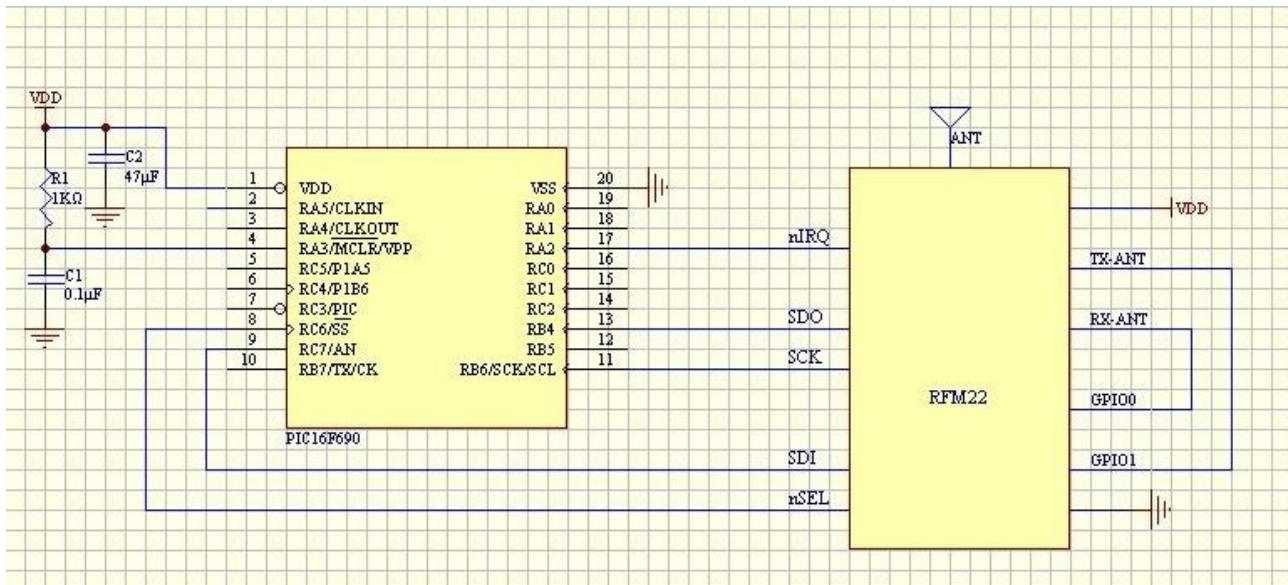 VDD
R1
1KΩ
C2
47µF
C1
0.1µF
1 VDD
2 RA5/CLKIN
3 RA4/CLKOUT
4 RA3/MCLR/VPP
5 RC5/P1A5
6 RC4/P1B6
7 RC3/PIC
8 RC6/SS
9 RC7/AN
10 RB7/TX/CK
VSS 20
RA0 19
RA1 18
RA2 17
RC0 16
RC1 15
RC2 14
RB4 13
RB5 12
RB6/SCK/SCL 11
PIC16F690
nIRQ
SDO
SCK
SDI
nSEL
ANT
RFM22
VDD
TX-ANT
RX-ANT
GPIO0
GPIO1